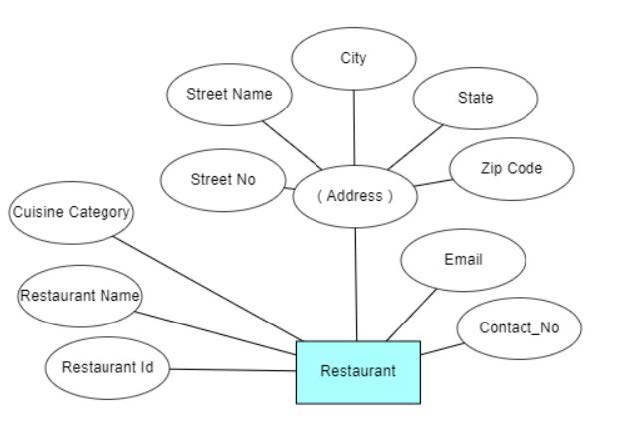 City
Street Name
State
Street No
Zip Code
( Address )
Cuisine Category
Email
Restaurant Name
Contact_No
Restaurant Id
Restaurant